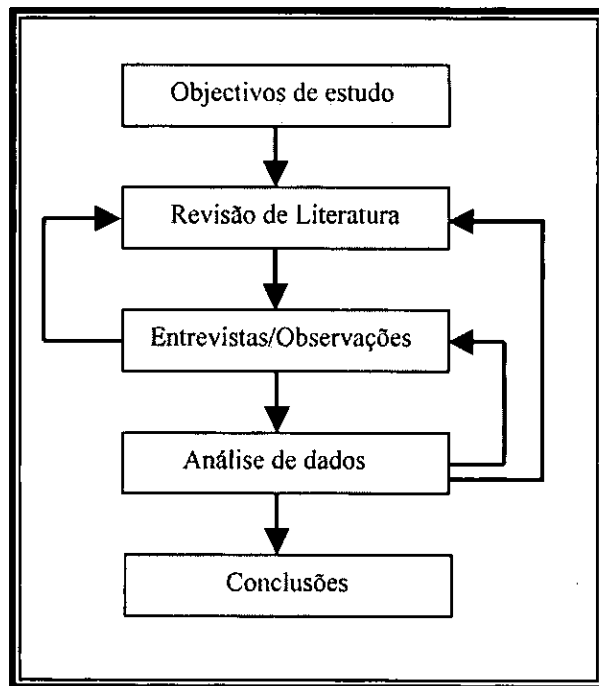 Objectivos de estudo
Revisão de Literatura
Entrevistas/Observações
Análise de dados
Conclusões